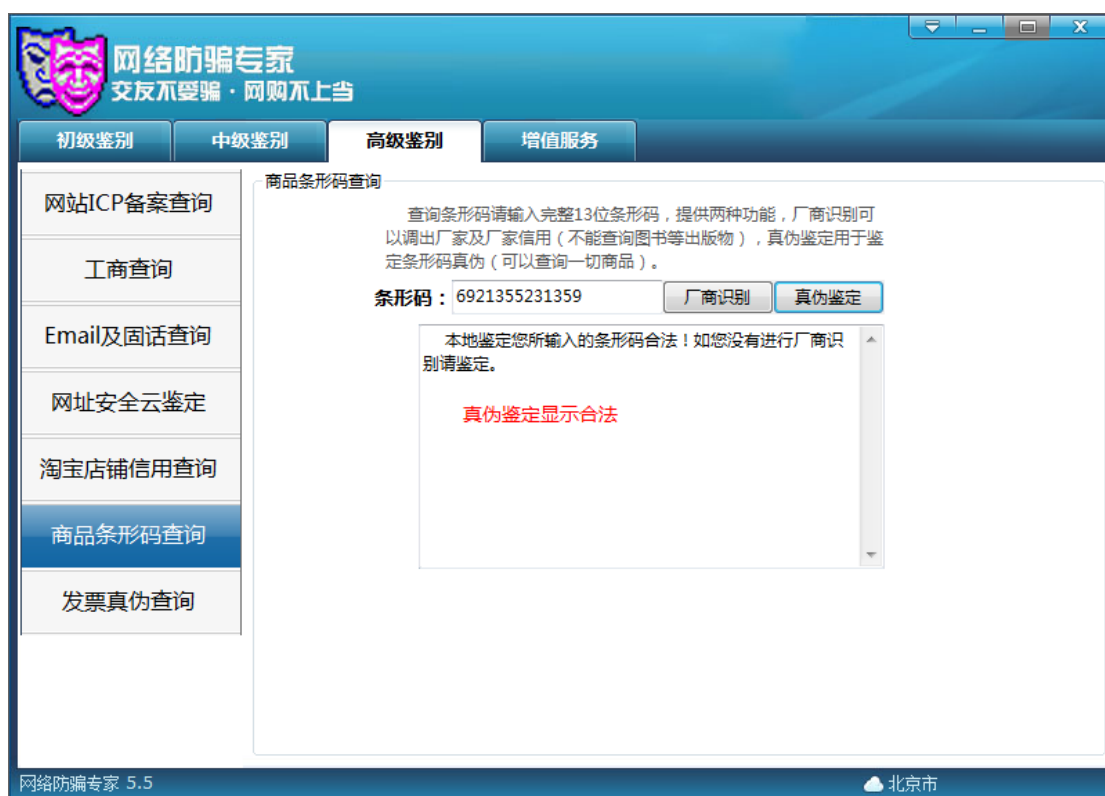 网络防骗专家
交友不受骗·网购不上当
初级鉴别 中级鉴别 高级鉴别 增值服务
网站ICP备案查询
工商查询
Email及固话查询
网址安全云鉴定
淘宝店铺信用查询
商品条形码查询
发票真伪查询
商品条形码查询
查询条形码请输入完整13位条形码，提供两种功能，厂商识别可
以调出厂家及厂家信用（不能查询图书等出版物），真伪鉴定用于鉴
定条形码真伪（可以查询一切商品）。
条形码： 6921355231359 厂商识别 真伪鉴定
本地鉴定您所输入的条形码合法！如您没有进行厂商识
别请鉴定。
真伪鉴定显示合法
网络防骗专家 5.5 北京市